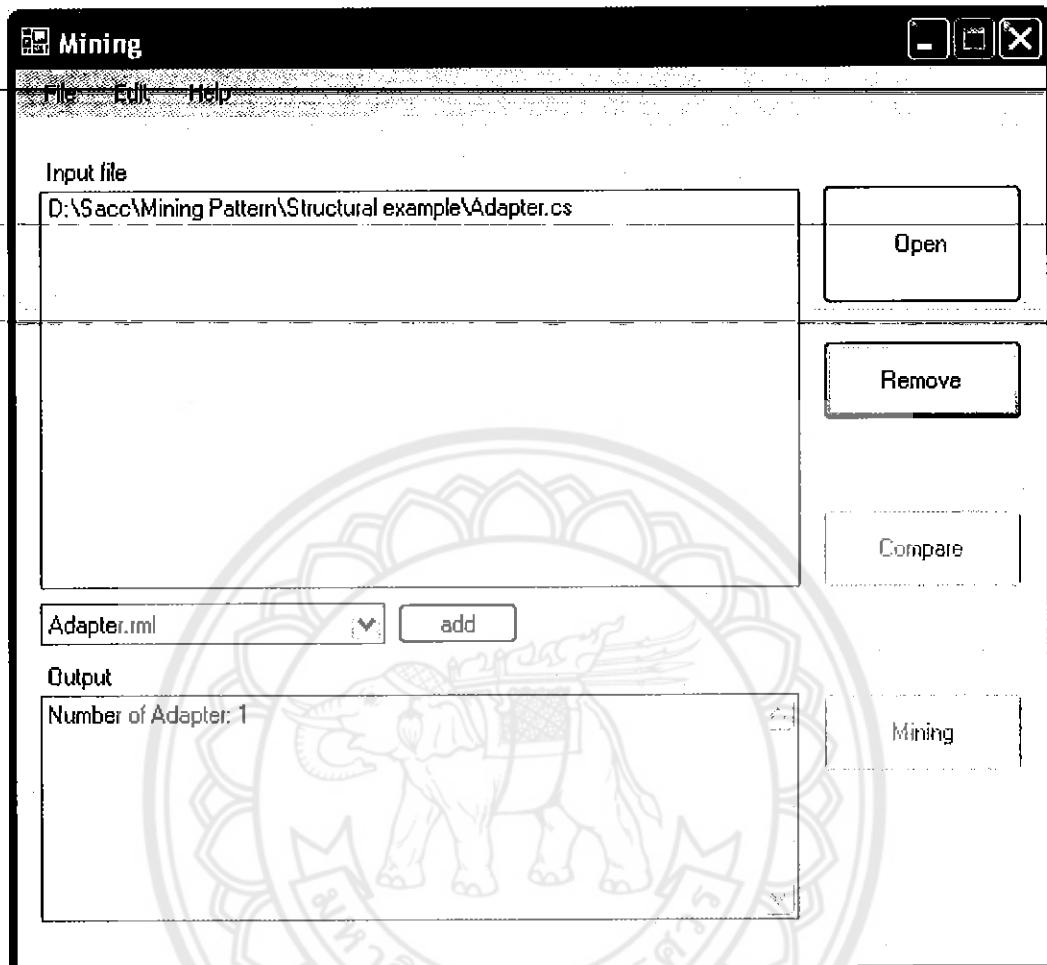 Mining
File Edit Help
Input file
D:\Sacc\Mining Pattern\Structural example\Adapter.cs
Open
Remove
Compare
Adapter.rml
add
Output
Number of Adapter: 1
Mining